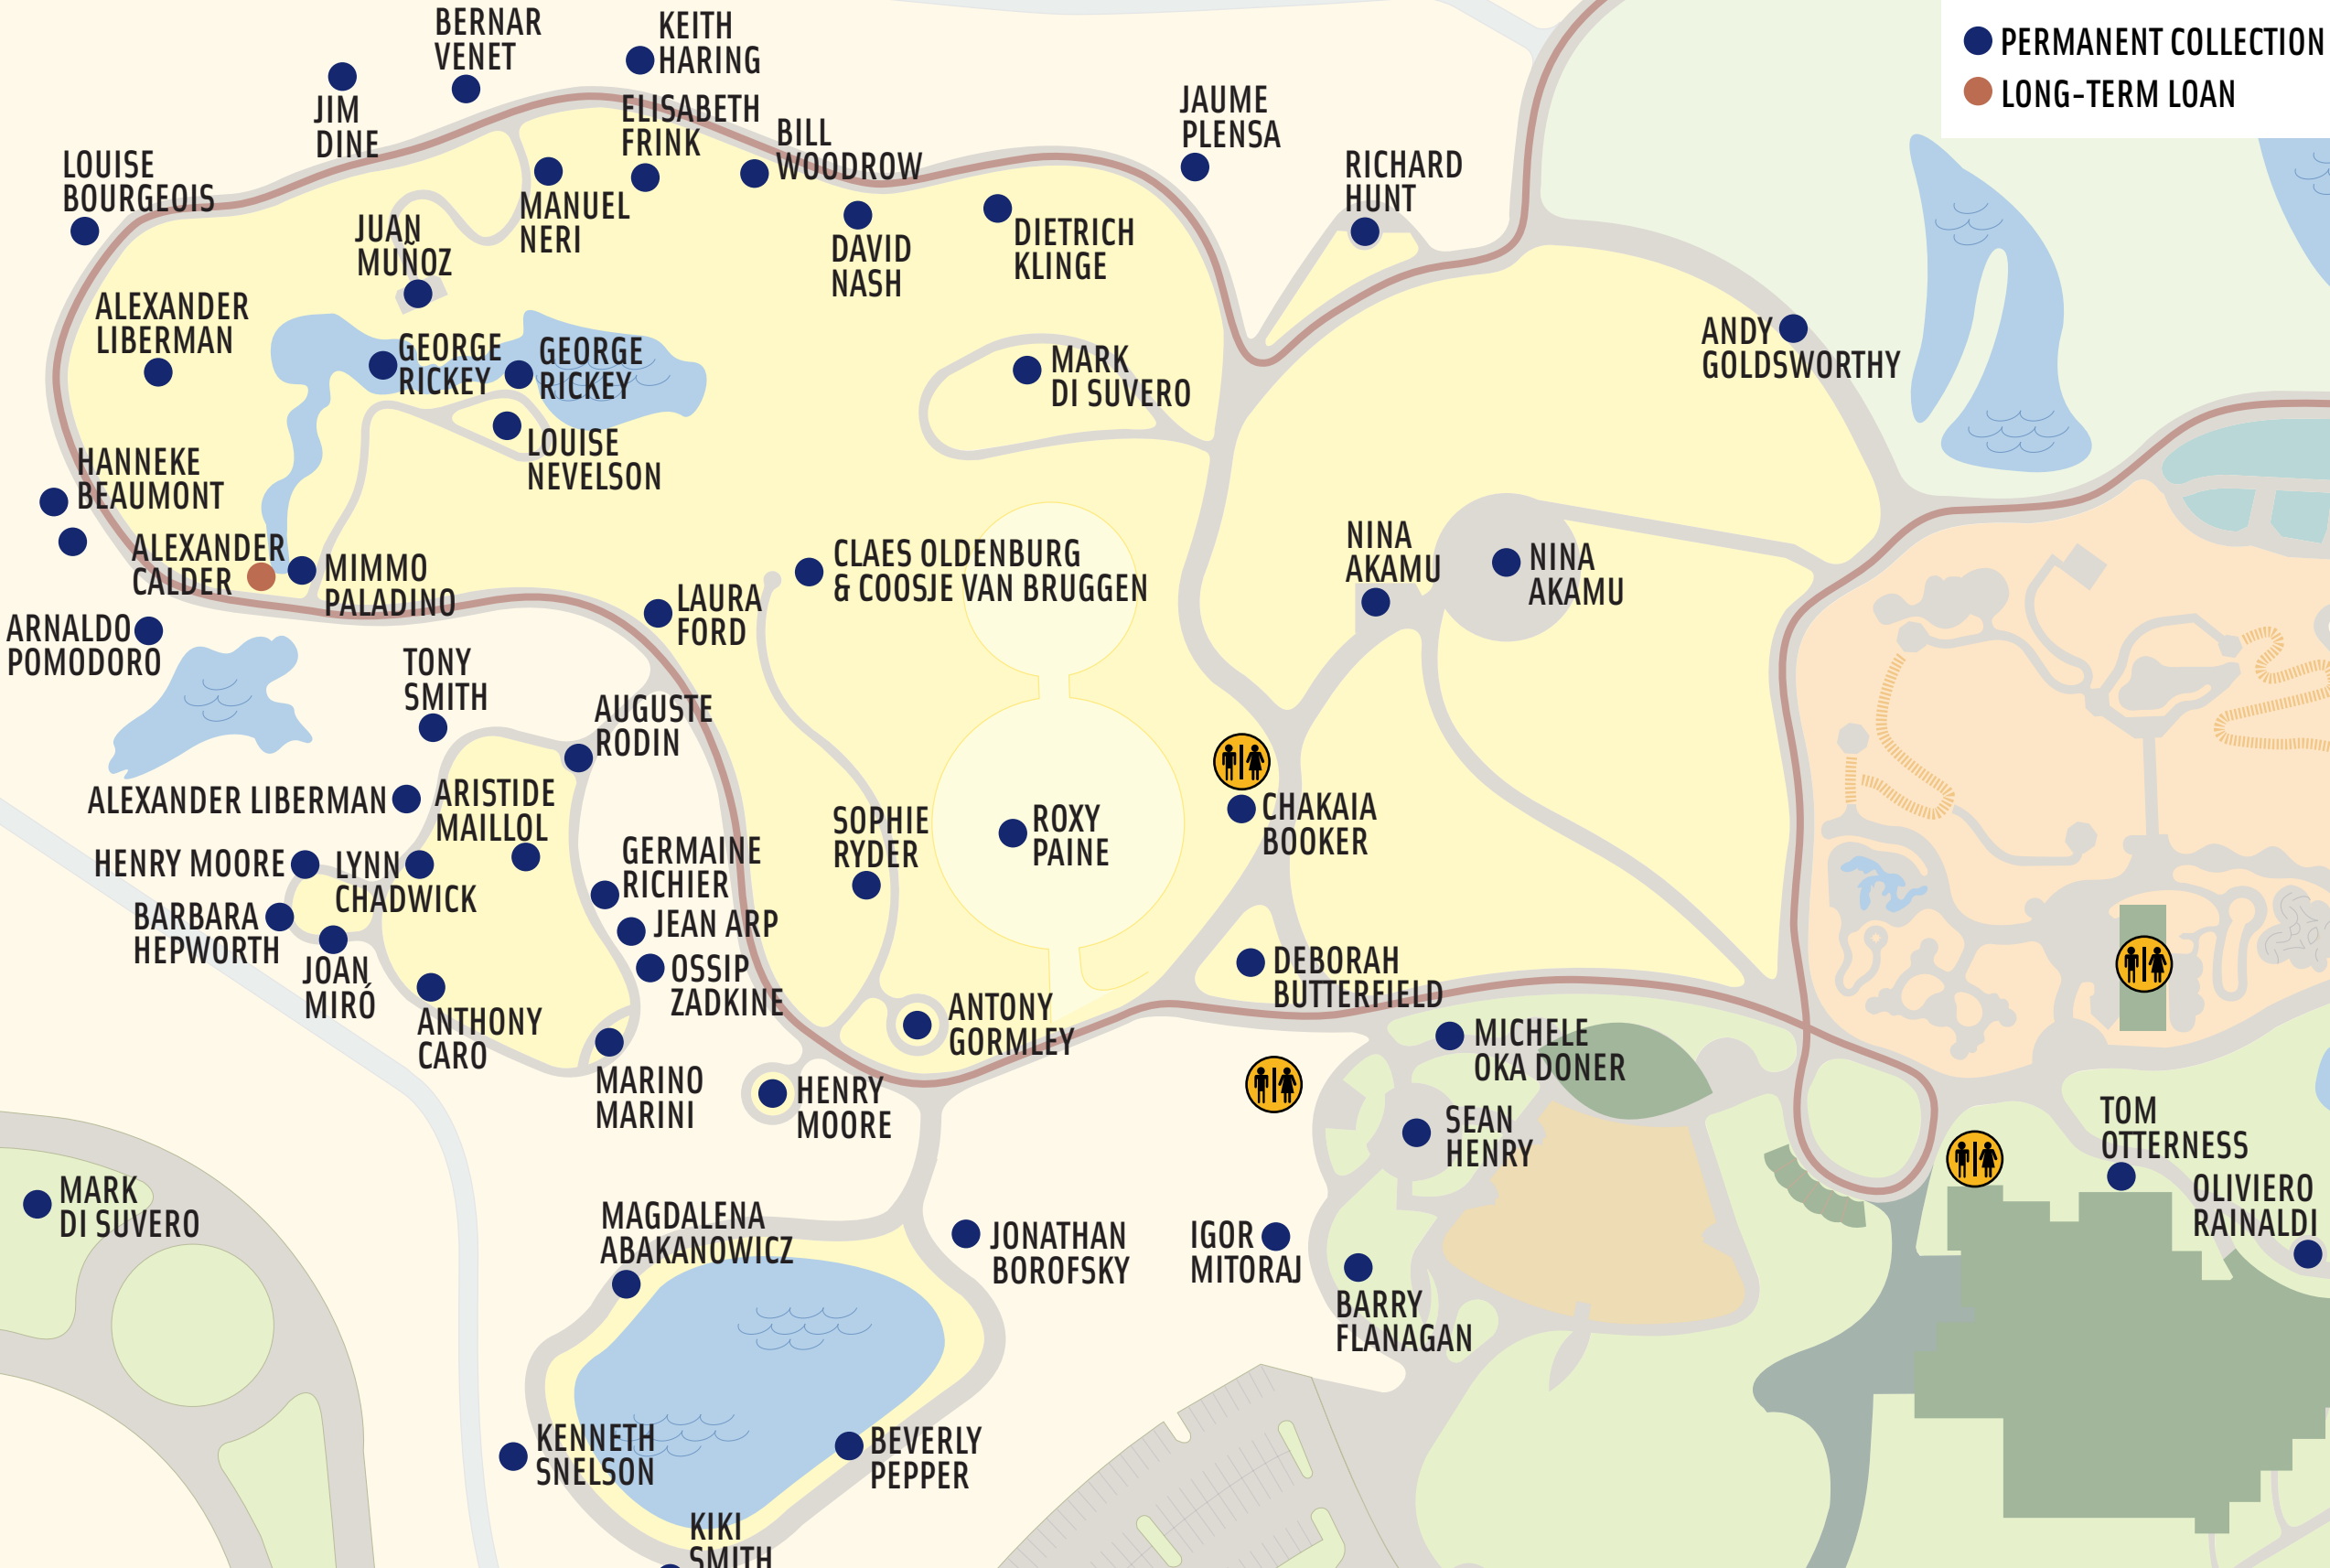 PERMANENT COLLECTION
LONG-TERM LOAN
BERNAR
VENET
KEITH
HARING
JIM
DINE
ELISABETH
FRINK
BILL
WOODROW
JAUME
PLENSA
RICHARD
HUNT
LOUISE
BOURGEOIS
MANUEL
NERI
JUAN
MUÑOZ
DAVID
NASH
DIETRICH
KLINGE
ALEXANDER
LIBERMAN
GEORGE
RICKEY
GEORGE
RICKEY
MARK
DI SUVERO
ANDY
GOLDSWORTHY
LOUISE
NEVELSON
HANNEKE
BEAUMONT
ALEXANDER
CALDER
MIMMO
PALADINO
CLAES OLDENBURG
& COOSJE VAN BRUGGEN
NINA
AKAMU
NINA
AKAMU
LAURA
FORD
ARNALDO
POMODORO
TONY
SMITH
AUGUSTE
RODIN
ALEXANDER LIBERMAN
ARISTIDE
MAILLOL
SOPHIE
RYDER
ROXY
PAINE
CHAKAIA
BOOKER
HENRY MOORE
LYNN
CHADWICK
GERMAINE
RICHIER
BARBARA
HEPWORTH
JEAN ARP
JOAN
MIRÓ
OSSIP
ZADKINE
DEBORAH
BUTTERFIELD
ANTHONY
CARO
ANTONY
GORMLEY
MICHELE
OKA DONER
MARINO
MARINI
HENRY
MOORE
SEAN
HENRY
TOM
OTTERNESS
MARK
DI SUVERO
OLIVIERO
RAINALDI
MAGDALENA
ABAKANOWICZ
JONATHAN
BOROFSKY
IGOR
MITORAJ
BARRY
FLANAGAN
KENNETH
SNELSON
BEVERLY
PEPPER
KIKI
SMITH